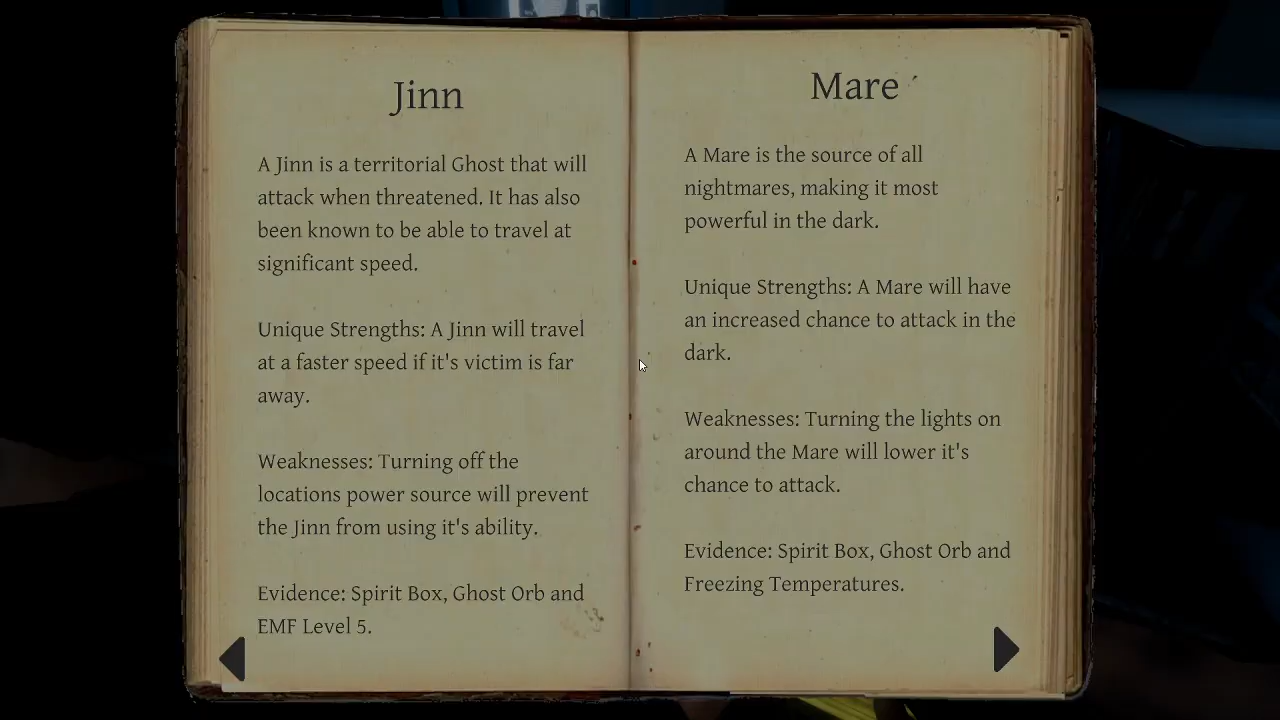 Jinn
A Jinn is a territorial Ghost that will
attack when threatened. It has also
been known to be able to travel at
significant speed.
Unique Strengths: A Jinn will travel
at a faster speed if it's victim is far
away.
Weaknesses: Turning off the
locations power source will prevent
the Jinn from using it's ability.
Evidence: Spirit Box, Ghost Orb and
EMF Level 5.
Mare
A Mare is the source of all
nightmares, making it most
powerful in the dark.
Unique Strengths: A Mare will have
an increased chance to attack in the
dark.
Weaknesses: Turning the lights on
around the Mare will lower it's
chance to attack.
Evidence: Spirit Box, Ghost Orb and
Freezing Temperatures.